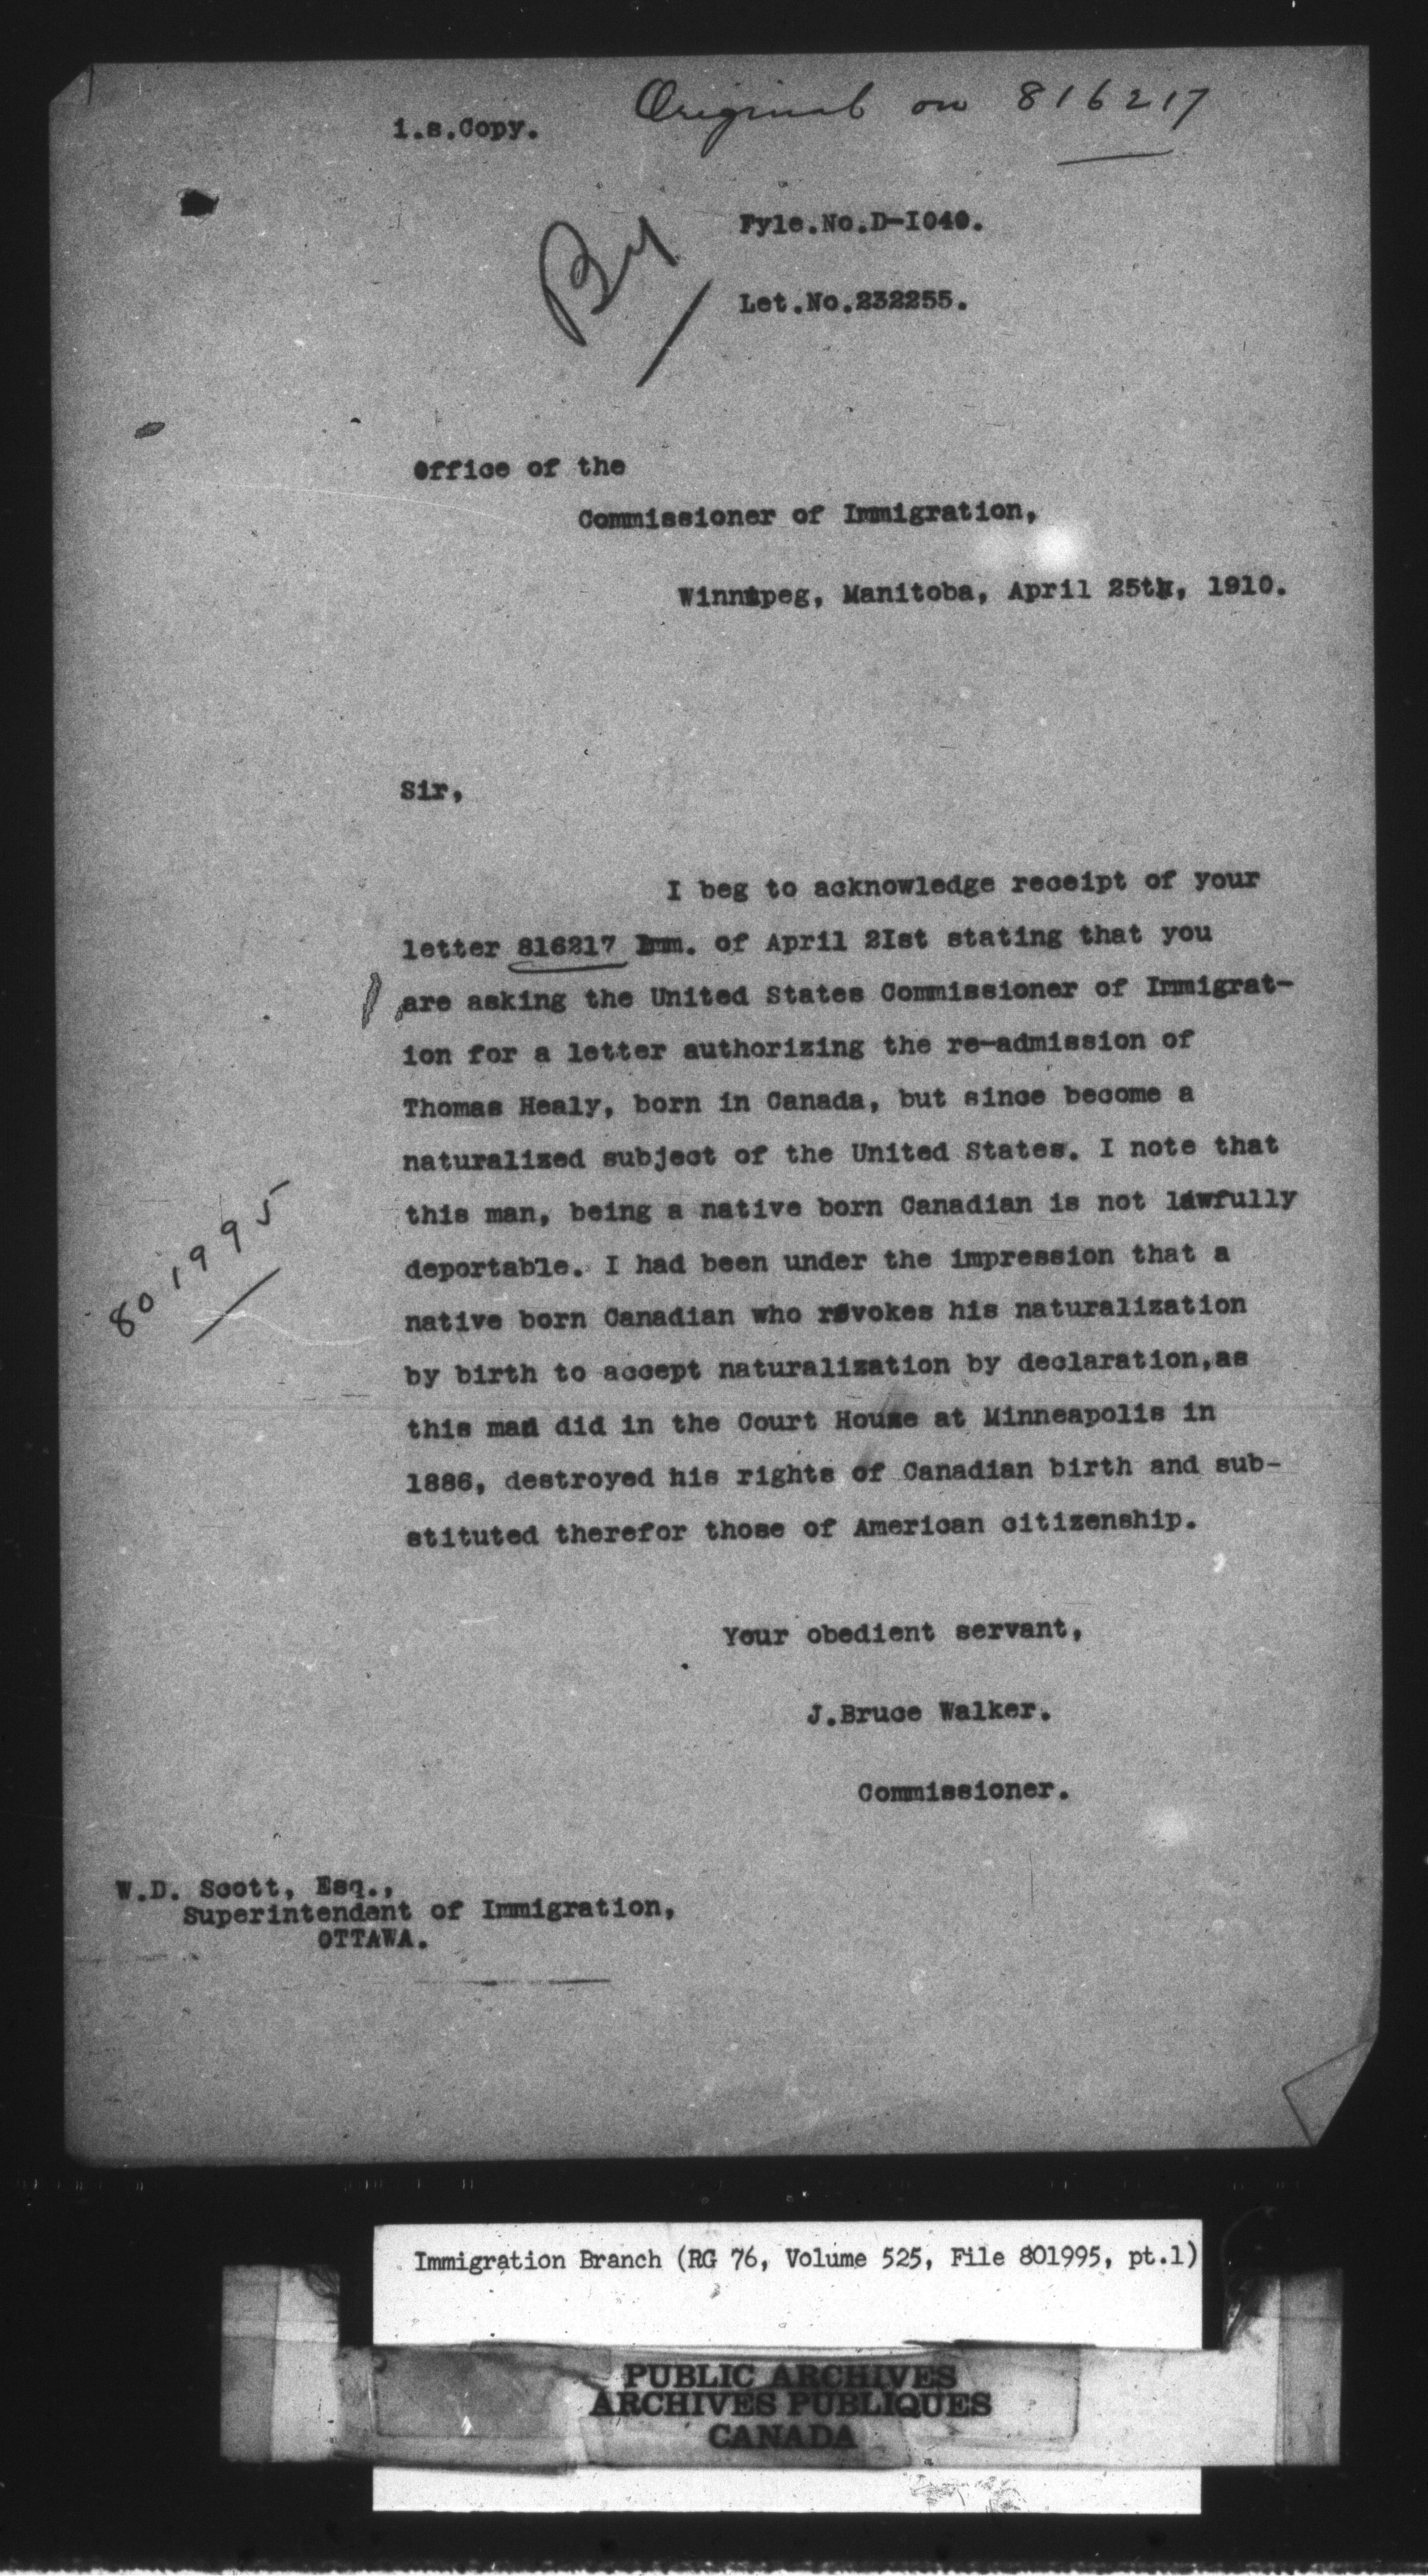 Original on 816217
i.s.Copy.
Fyle.No.D-I040.
By
Let.No.232255.
Office of the
Commissioner of Immigration,
Winnipeg, Manitoba, April 25th, 1910.
Sir,
I beg to acknowledge receipt of your
letter 816217 Imm. of April 2Ist stating that you
are asking the United States Commissioner of Immigrat-
ion for a letter authorizing the re-admission of
Thomas Healy, born in Canada, but since become a
naturalized subject of the United States. I note that
this man, being a native born Canadian is not lawfully
deportable. I had been under the impression that a
native born Canadian who revokes his naturalization
by birth to accept naturalization by declaration,as
this man did in the Court House at Minneapolis in
1886, destroyed his rights of Canadian birth and sub-
stituted therefor those of American citizenship.
801995
Your obedient servant,
J.Bruce Walker.
Commissioner.
W.D. Scott, Esq.,
Superintendent of Immigration,
OTTAWA.
Immigration Branch (RG 76, Volume 525, File 801995, pt.1)
PUBLIC ARCHIVES
ARCHIVES PUBLIQUES
CANADA